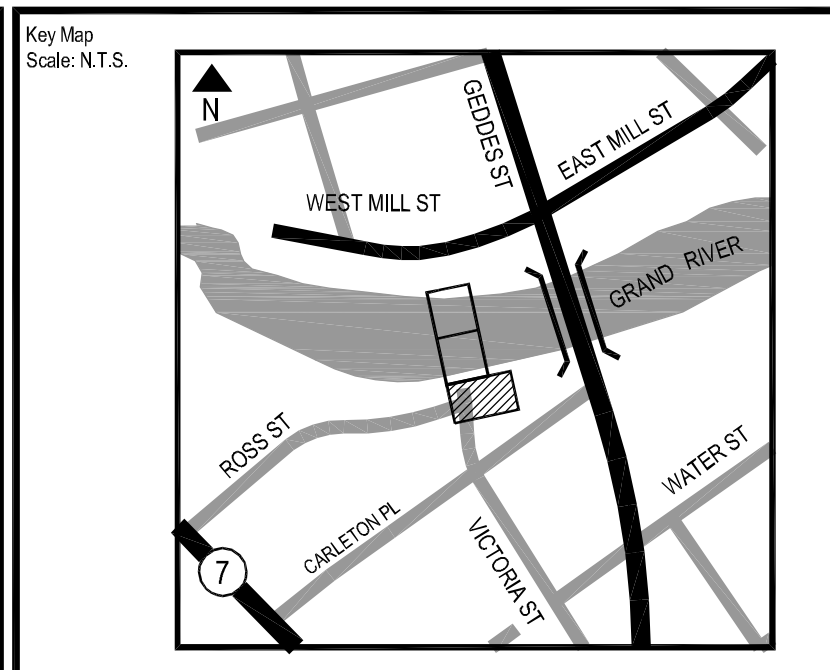 Key Map
Scale: N.T.S.
N
GEDDES ST
EAST MILL ST
WEST MILL ST
GRAND RIVER
ROSS ST
WATER ST
CARLETON PL
VICTORIA ST
7